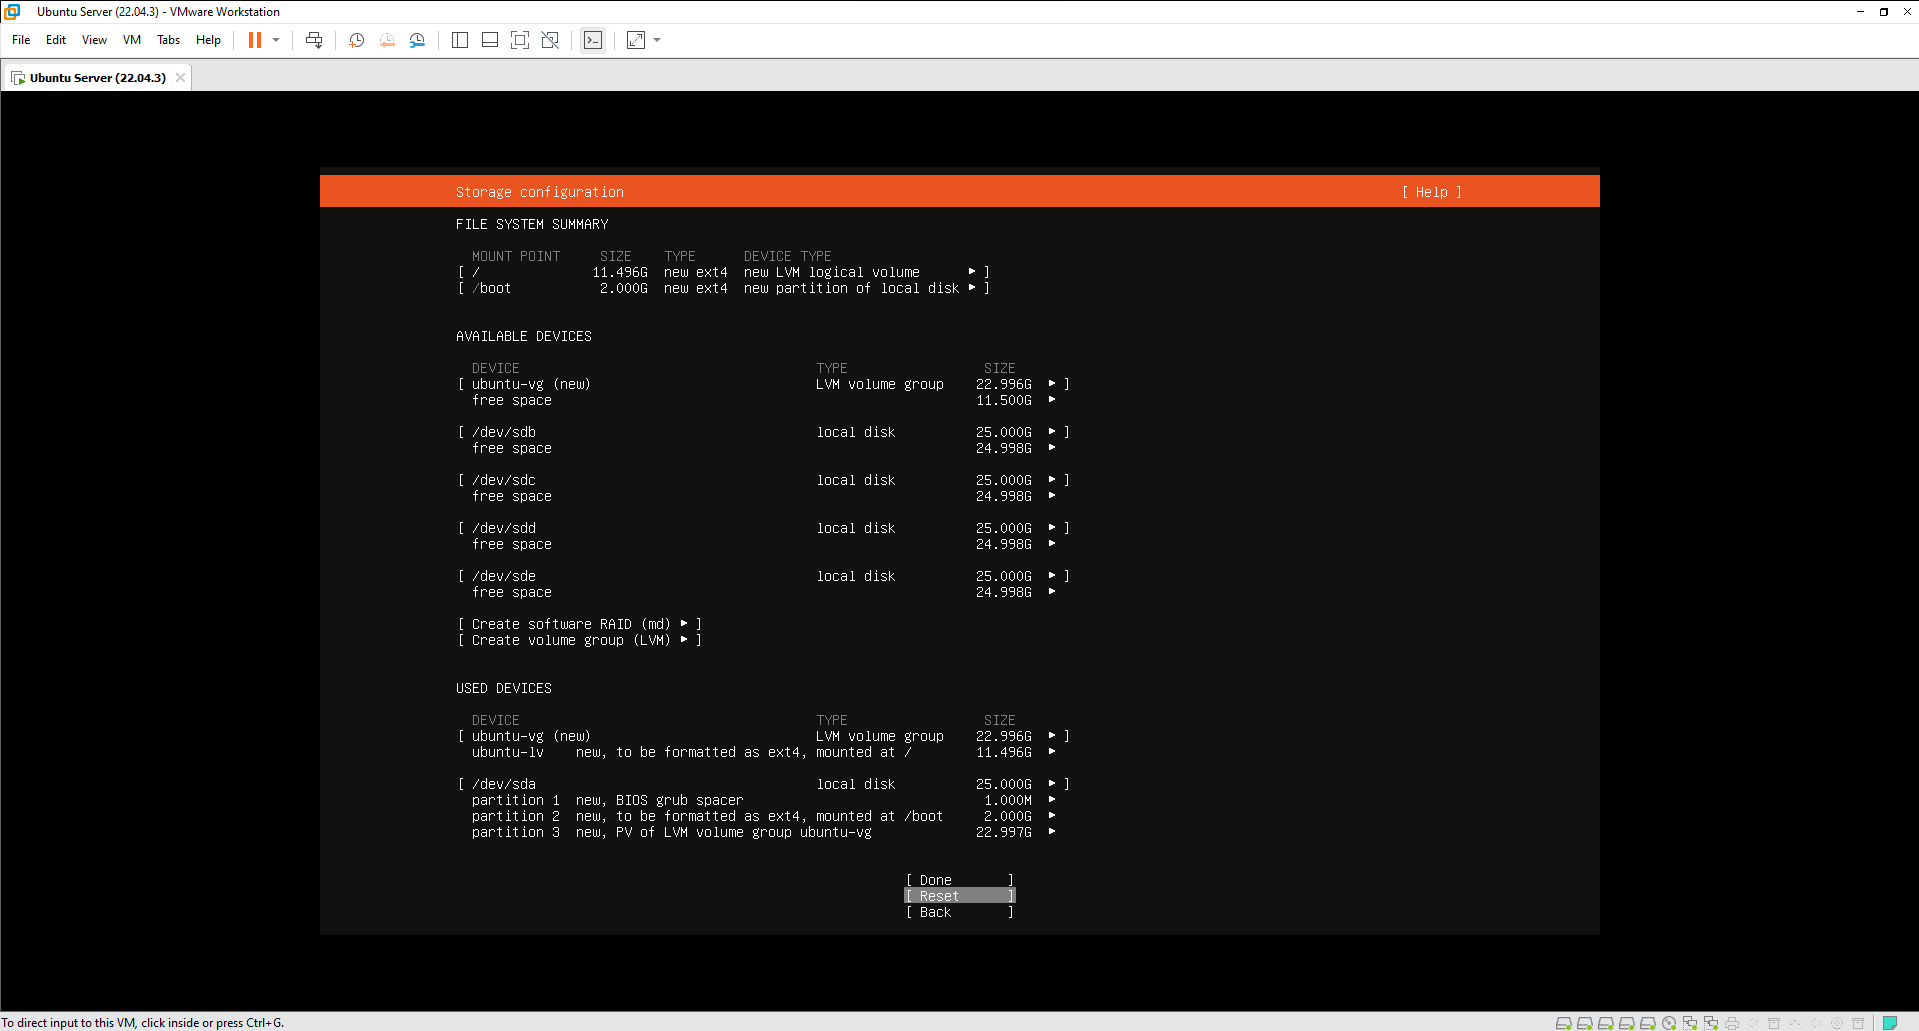 Ubuntu Server (22.04.3) - VMware Workstation
File Edit View VM Tabs Help
Ubuntu Server (22.04.3)
Storage configuration [ Help ]
FILE SYSTEM SUMMARY
MOUNT POINT SIZE TYPE DEVICE TYPE
[ / 11.496G new ext4 new LVM logical volume ▸ ]
[ /boot 2.000G new ext4 new partition of local disk ▸ ]
AVAILABLE DEVICES
DEVICE TYPE SIZE
[ ubuntu-vg (new) LVM volume group 22.996G ▸ ]
free space 11.500G ▸
[ /dev/sdb local disk 25.000G ▸ ]
free space 24.998G ▸
[ /dev/sdc local disk 25.000G ▸ ]
free space 24.998G ▸
[ /dev/sdd local disk 25.000G ▸ ]
free space 24.998G ▸
[ /dev/sde local disk 25.000G ▸ ]
free space 24.998G ▸
[ Create software RAID (md) ▸ ]
[ Create volume group (LVM) ▸ ]
USED DEVICES
DEVICE TYPE SIZE
[ ubuntu-vg (new) LVM volume group 22.996G ▸ ]
ubuntu-lv new, to be formatted as ext4, mounted at / 11.496G ▸
[ /dev/sda local disk 25.000G ▸ ]
partition 1 new, BIOS grub spacer 1.000M ▸
partition 2 new, to be formatted as ext4, mounted at /boot 2.000G ▸
partition 3 new, PV of LVM volume group ubuntu-vg 22.997G ▸
[ Done ]
[ Reset ]
[ Back ]
To direct input to this VM, click inside or press Ctrl+G.